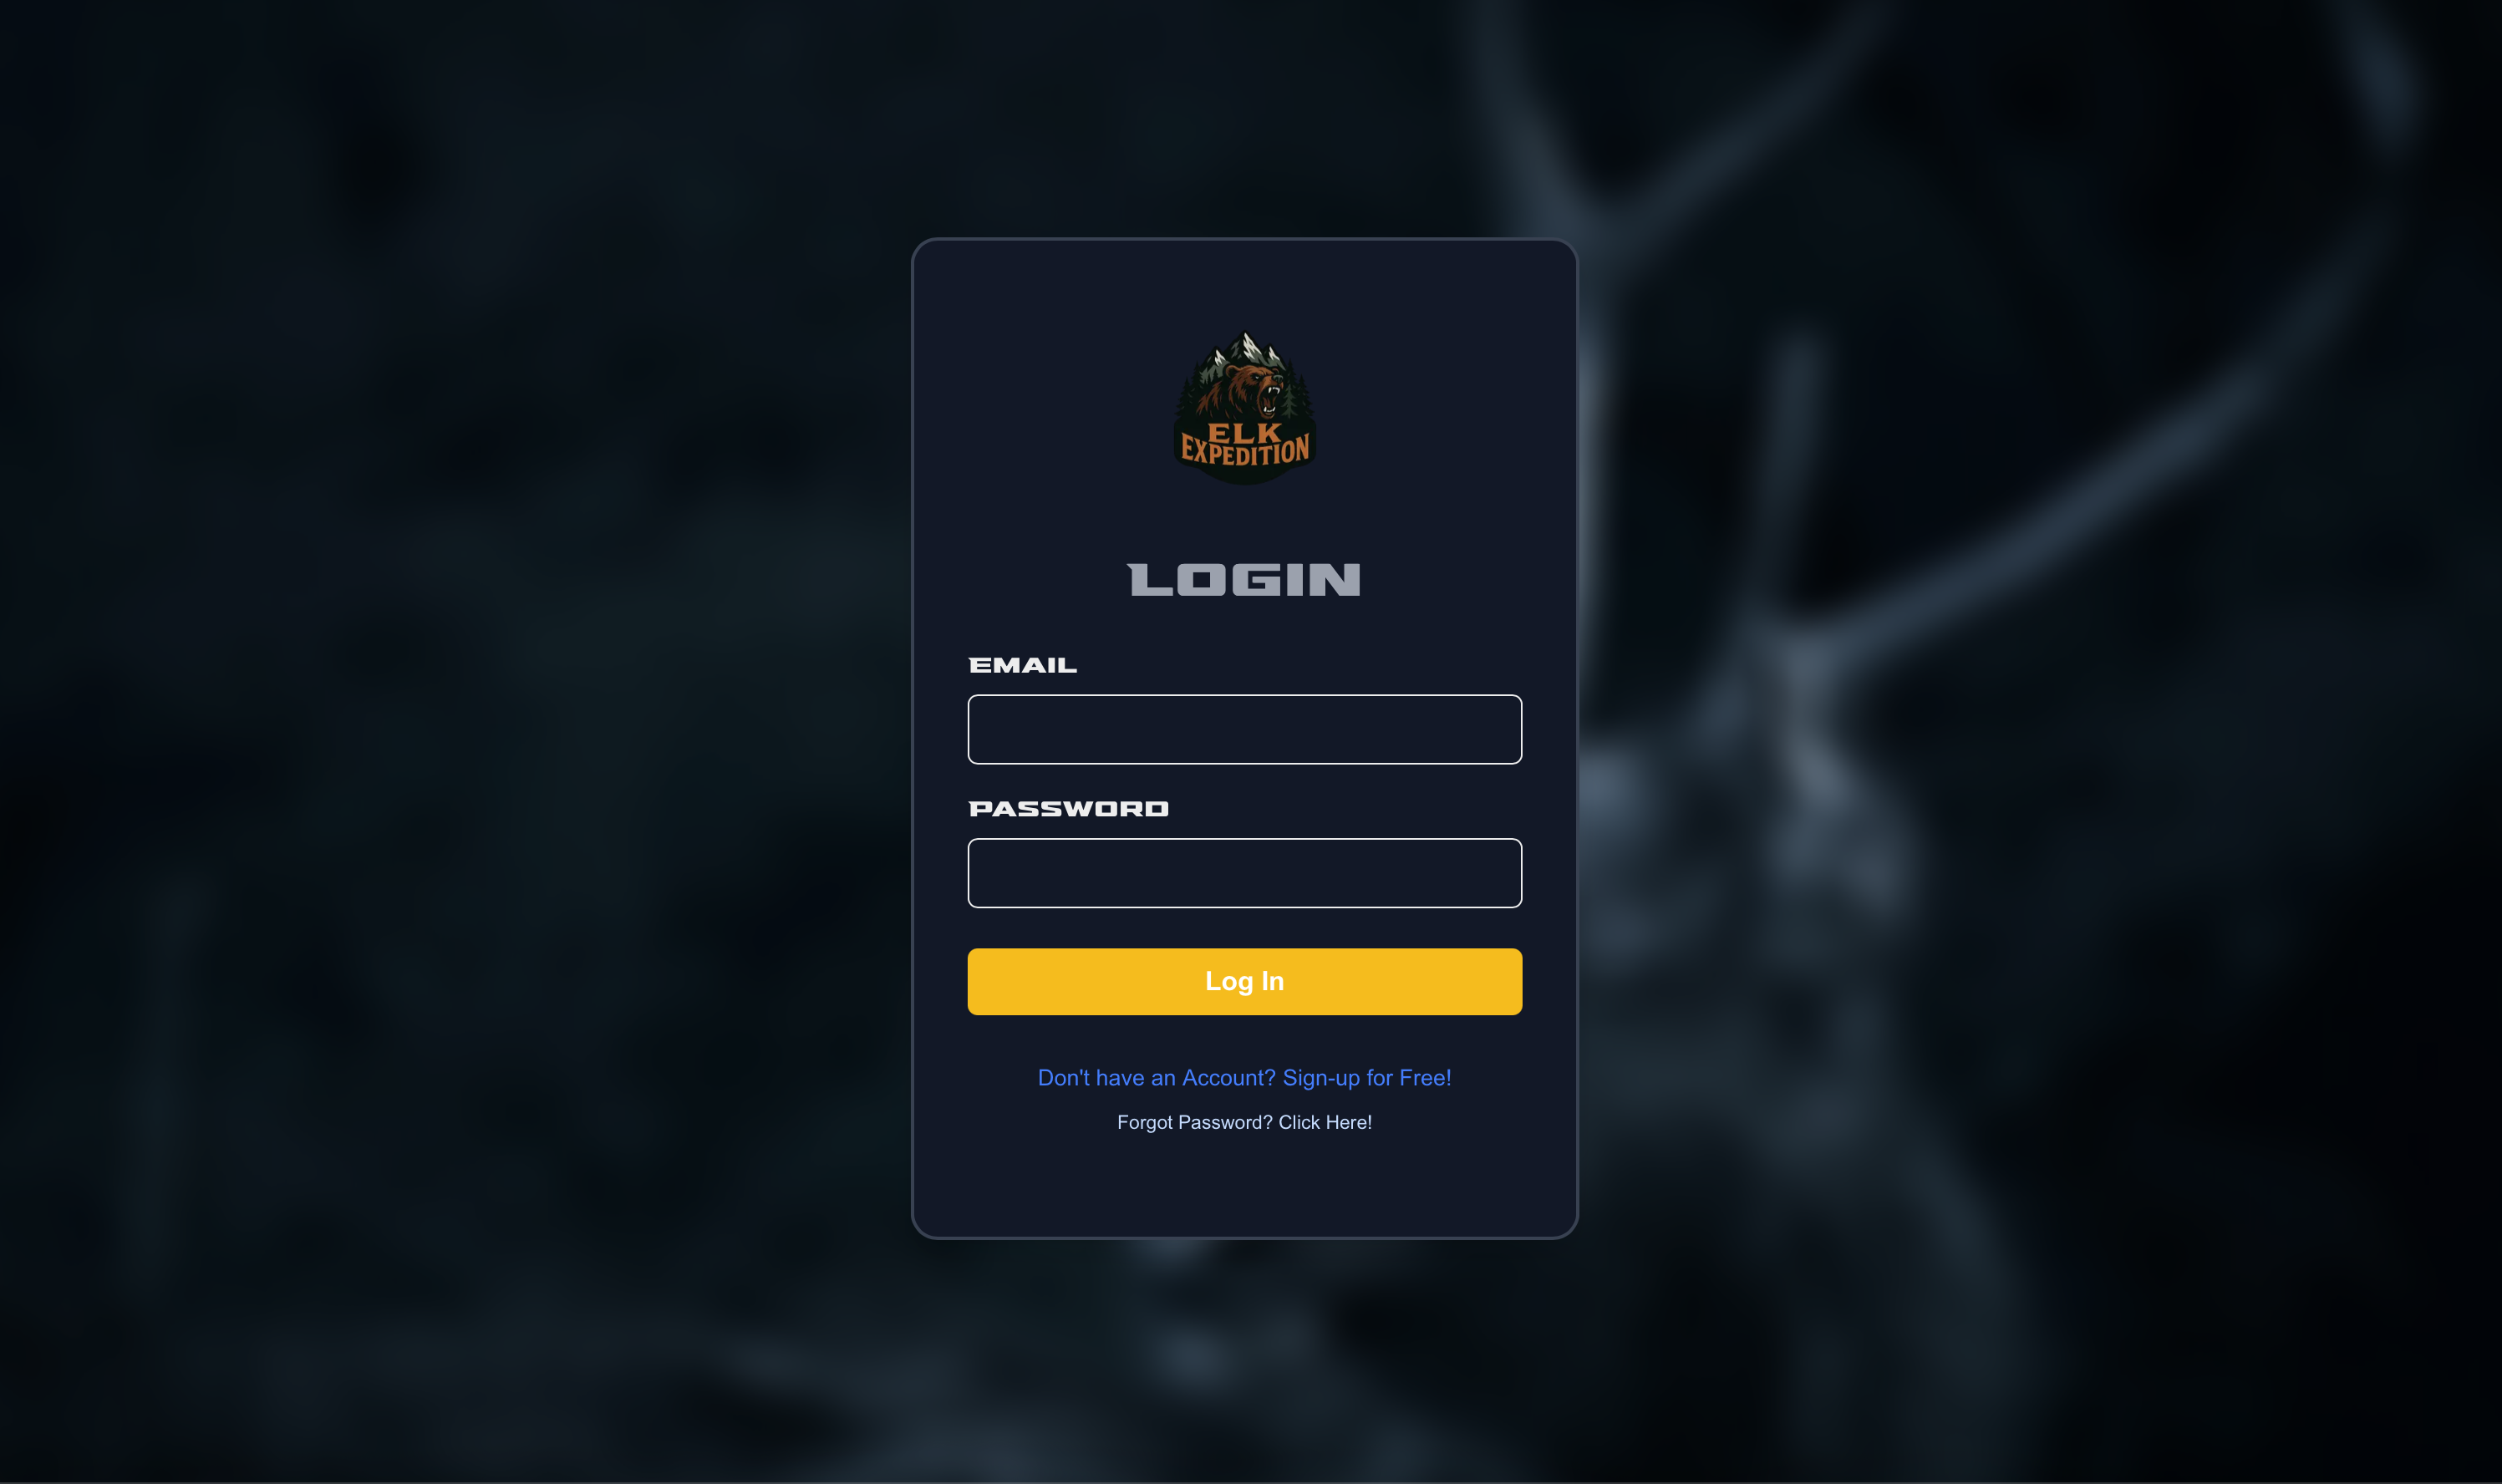 ELK
EXPEDITION
LOGIN
EMAIL
PASSWORD
Log In
Don't have an Account? Sign-up for Free!
Forgot Password? Click Here!